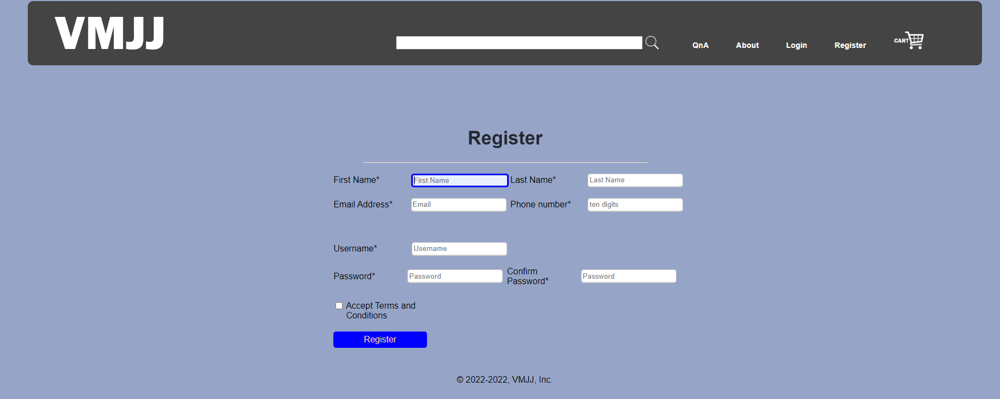 VMJJ
QnA About Login Register CART
Register
First Name* First Name Last Name* Last Name
Email Address* Email Phone number* ten digits
Username* Username
Password* Password Confirm Password* Password
Accept Terms and
Conditions
Register
© 2022-2022, VMJJ, Inc.